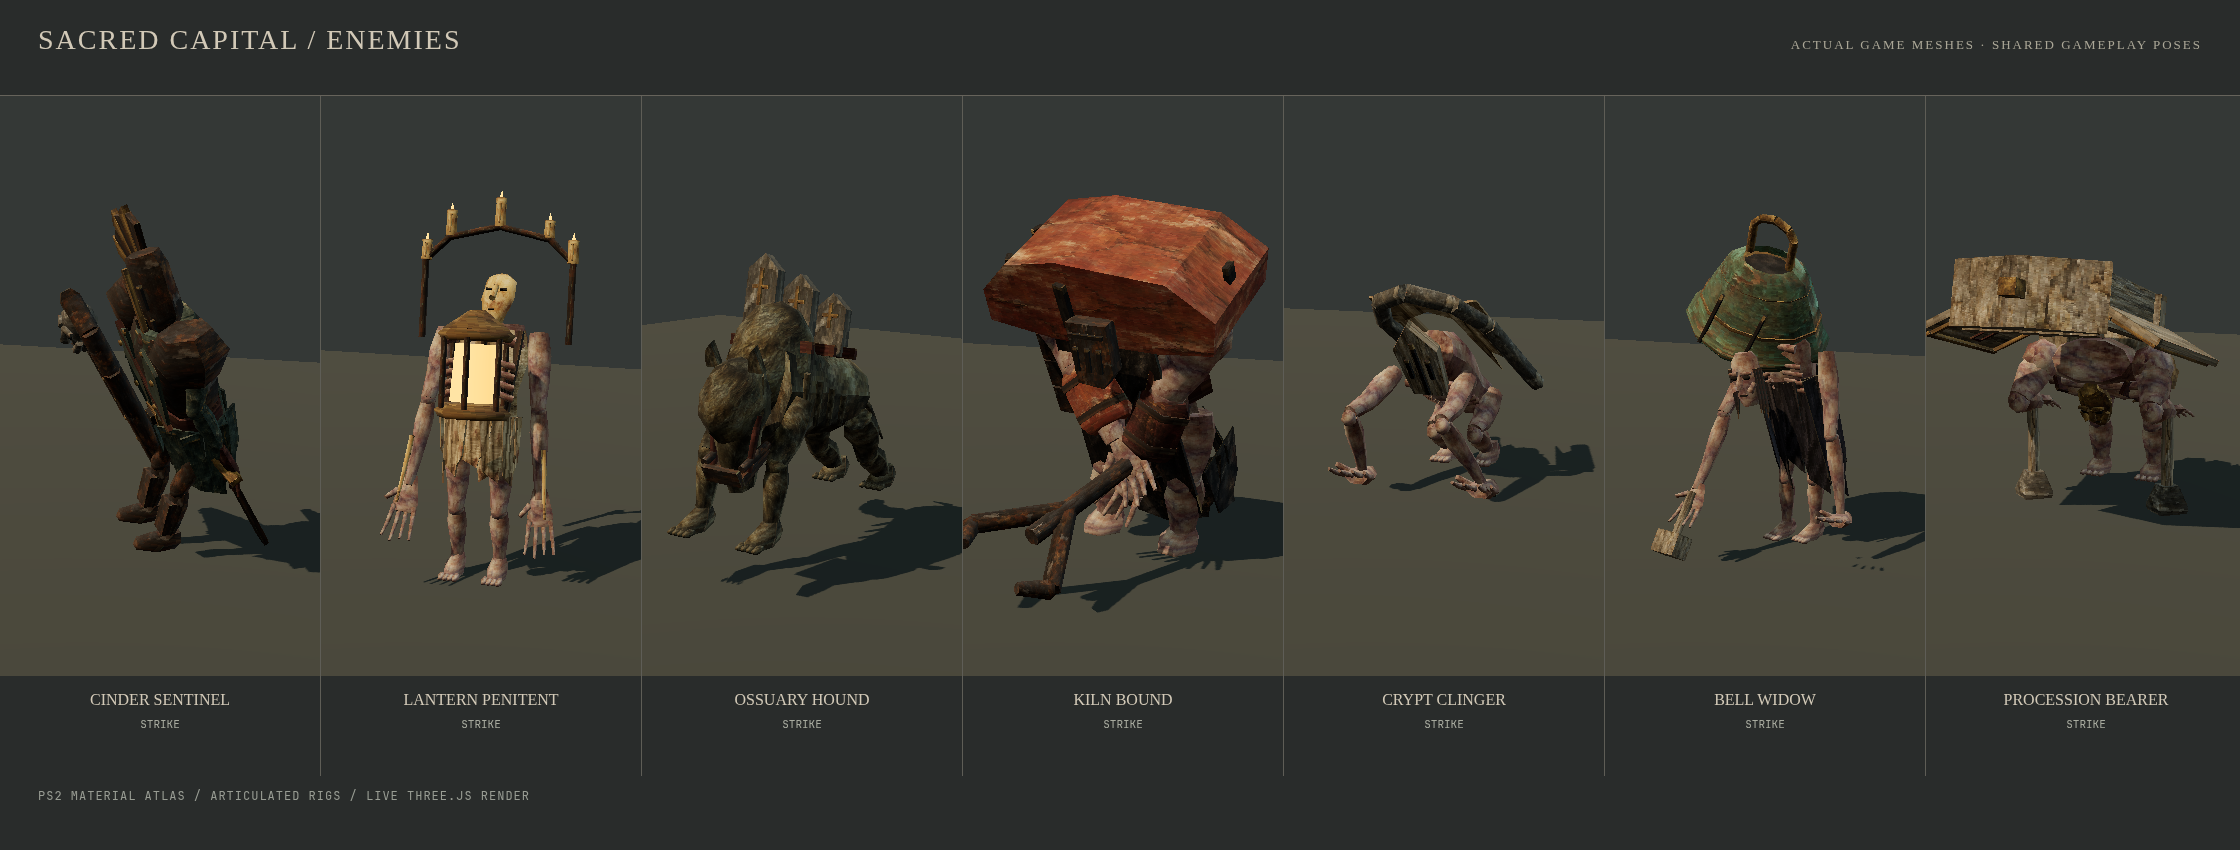 SACRED CAPITAL / ENEMIES
ACTUAL GAME MESHES · SHARED GAMEPLAY POSES
CINDER SENTINEL
STRIKE
LANTERN PENITENT
STRIKE
OSSUARY HOUND
STRIKE
KILN BOUND
STRIKE
CRYPT CLINGER
STRIKE
BELL WIDOW
STRIKE
PROCESSION BEARER
STRIKE
PS2 MATERIAL ATLAS / ARTICULATED RIGS / LIVE THREE.JS RENDER